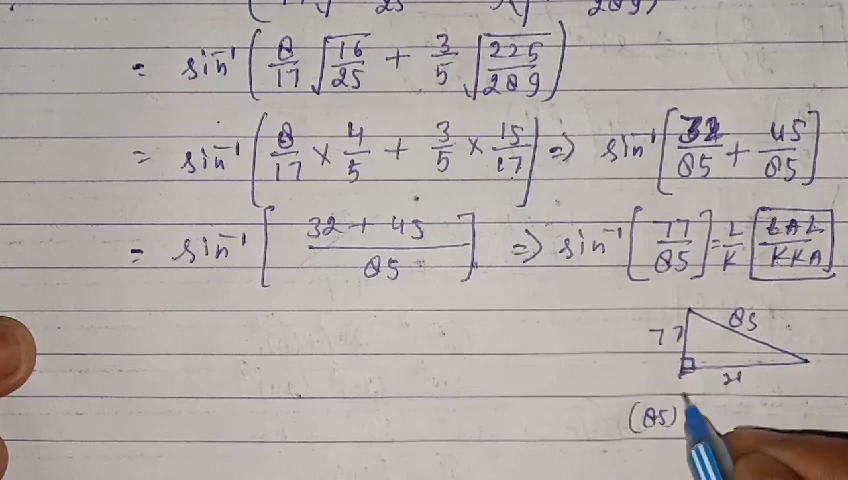 = sin⁻¹(8/17 √(16/25) + 3/5 √(225/289))
= sin⁻¹[8/17 × 4/5 + 3/5 × 15/17] => sin⁻¹[32/85 + 45/85]
= sin⁻¹[(32 + 45)/85] => sin⁻¹[77/85] = L/K [LAL/KKA]
77 85
x
(85)